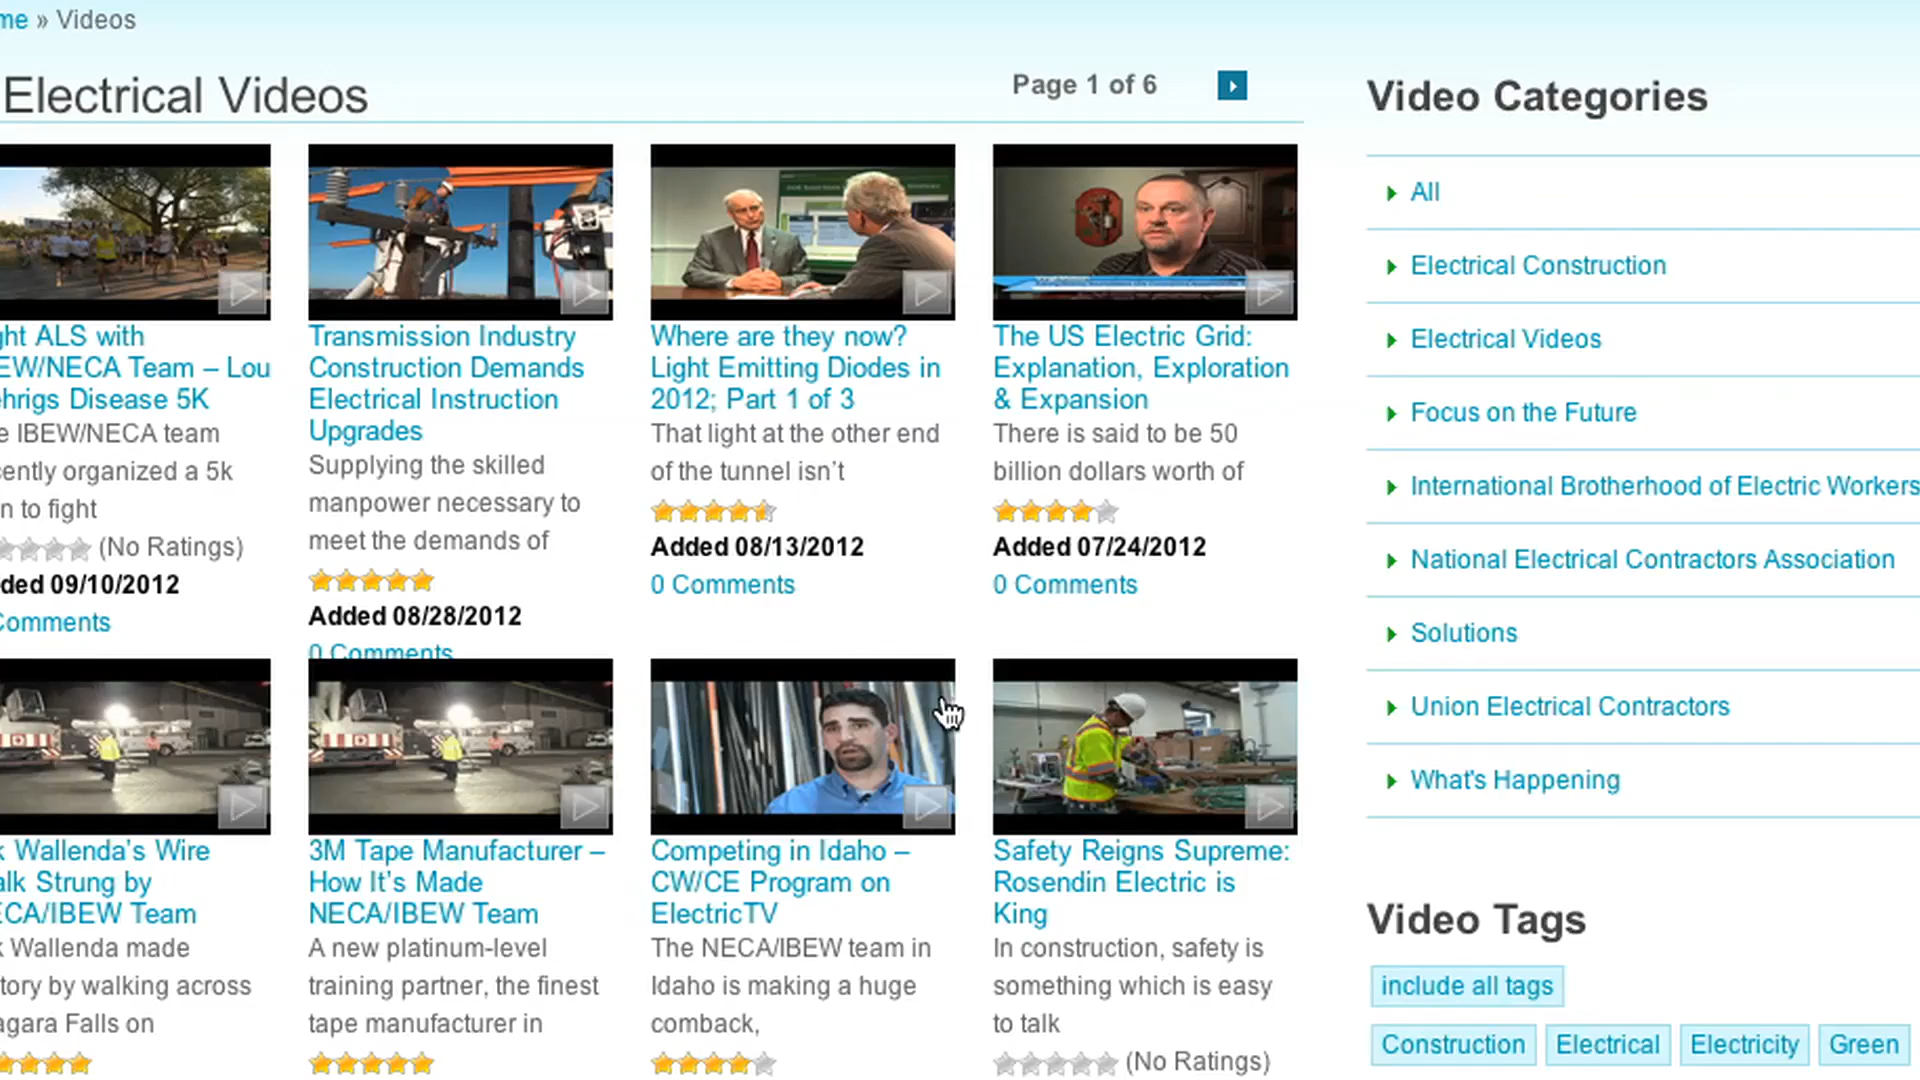 me » Videos
Electrical Videos
Page 1 of 6
ght ALS with
EW/NECA Team – Lou
ehrigs Disease 5K
e IBEW/NECA team
cently organized a 5k
n to fight
(No Ratings)
ded 09/10/2012
Comments
Transmission Industry
Construction Demands
Electrical Instruction
Upgrades
Supplying the skilled
manpower necessary to
meet the demands of
Added 08/28/2012
0 Comments
Where are they now?
Light Emitting Diodes in
2012; Part 1 of 3
That light at the other end
of the tunnel isn’t
Added 08/13/2012
0 Comments
The US Electric Grid:
Explanation, Exploration
& Expansion
There is said to be 50
billion dollars worth of
Added 07/24/2012
0 Comments
k Wallenda’s Wire
alk Strung by
ECA/IBEW Team
k Wallenda made
tory by walking across
agara Falls on
3M Tape Manufacturer –
How It’s Made
NECA/IBEW Team
A new platinum-level
training partner, the finest
tape manufacturer in
Competing in Idaho –
CW/CE Program on
ElectricTV
The NECA/IBEW team in
Idaho is making a huge
comback,
Safety Reigns Supreme:
Rosendin Electric is
King
In construction, safety is
something which is easy
to talk
(No Ratings)
Video Categories
All
Electrical Construction
Electrical Videos
Focus on the Future
International Brotherhood of Electric Workers
National Electrical Contractors Association
Solutions
Union Electrical Contractors
What's Happening
Video Tags
include all tags
Construction Electrical Electricity Green